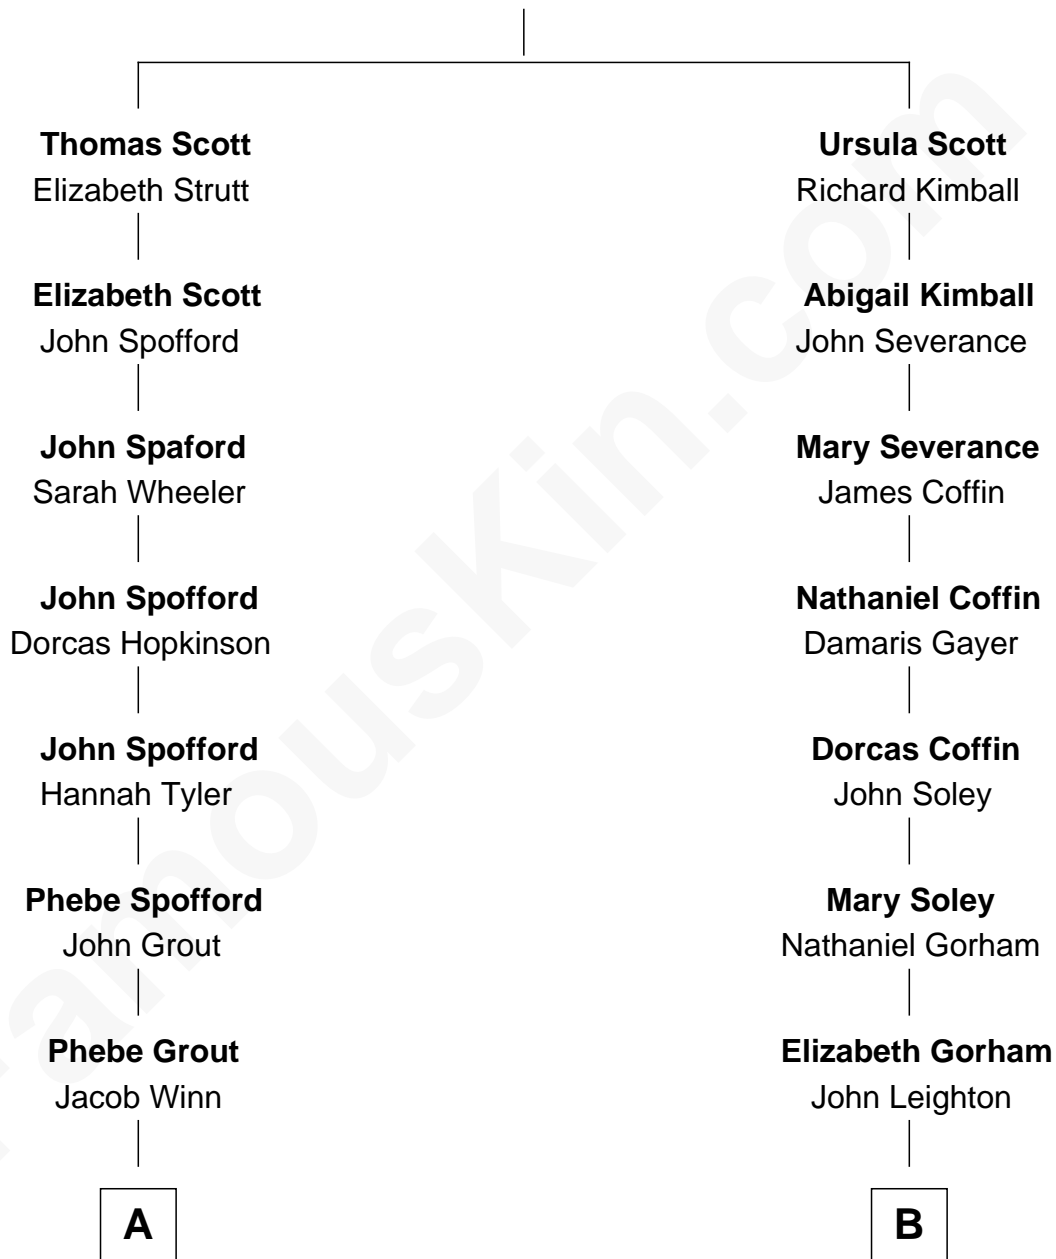 Thomas Scott
Elizabeth Strutt
Ursula Scott
Richard Kimball
Elizabeth Scott
John Spofford
Abigail Kimball
John Severance
John Spaford
Sarah Wheeler
Mary Severance
James Coffin
John Spofford
Dorcas Hopkinson
Nathaniel Coffin
Damaris Gayer
John Spofford
Hannah Tyler
Dorcas Coffin
John Soley
Phebe Spofford
John Grout
Mary Soley
Nathaniel Gorham
Phebe Grout
Jacob Winn
Elizabeth Gorham
John Leighton
A
B
FamousKin.com